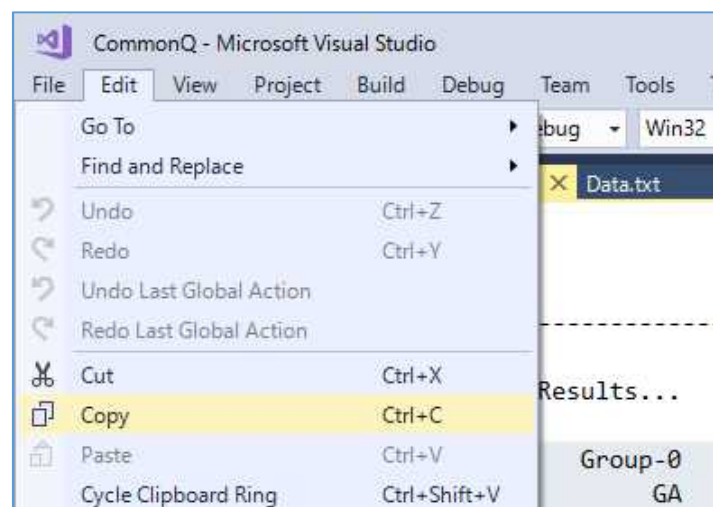 CommonQ - Microsoft Visual Studio
File Edit View Project Build Debug Team Tools
Go To
Win32
Find and Replace
Data.txt
Undo Ctrl+Z
Redo Ctrl+Y
Undo Last Global Action
Redo Last Global Action
------------
Cut Ctrl+X
Results...
Copy Ctrl+C
Paste Ctrl+V
Group-0
Cycle Clipboard Ring Ctrl+Shift+V
GA